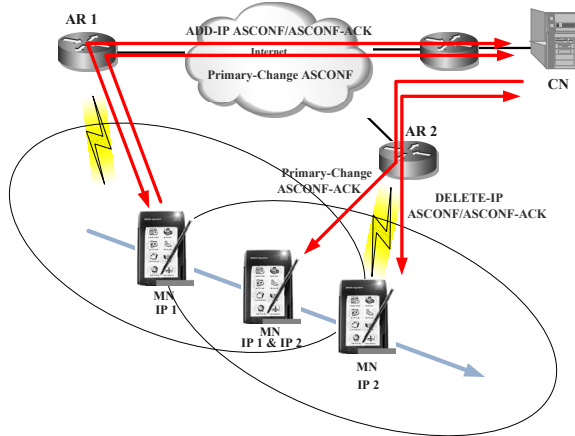 AR 1
ADD-IP ASCONF/ASCONF-ACK
Internet
Primary-Change ASCONF
CN
AR 2
Primary-Change
ASCONF-ACK
DELETE-IP
ASCONF/ASCONF-ACK
MN
IP 1
MN
IP 1 & IP 2
MN
IP 2